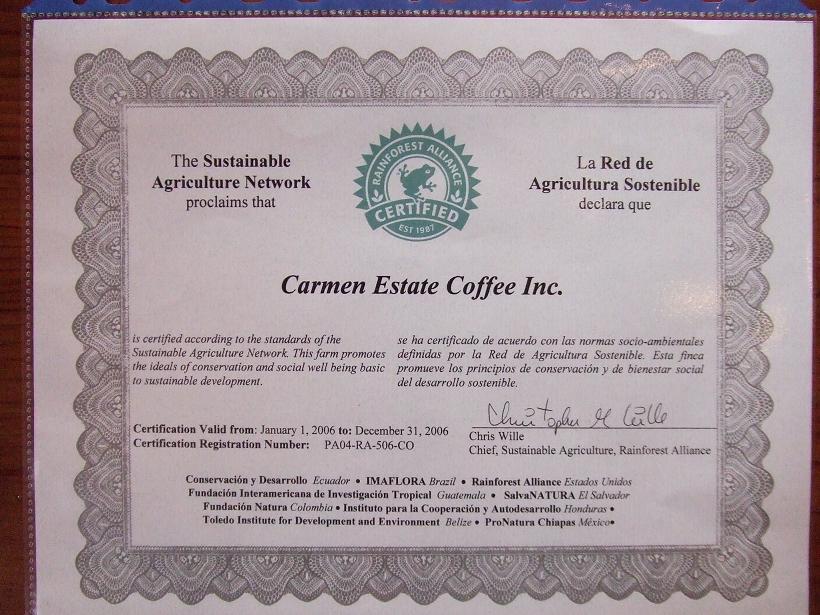 The Sustainable
Agriculture Network
proclaims that
RAINFOREST ALLIANCE
CERTIFIED
EST 1987
La Red de
Agricultura Sostenible
declara que
Carmen Estate Coffee Inc.
is certified according to the standards of the
Sustainable Agriculture Network. This farm promotes
the ideals of conservation and social well being basic
to sustainable development.
se ha certificado de acuerdo con las normas socio-ambientales
definidas por la Red de Agricultura Sostenible. Esta finca
promueve los principios de conservación y de bienestar social
del desarrollo sostenible.
Certification Valid from: January 1, 2006 to: December 31, 2006
Certification Registration Number: PA04-RA-506-CO
Christopher M Wille
Chris Wille
Chief, Sustainable Agriculture, Rainforest Alliance
Conservación y Desarrollo Ecuador • IMAFLORA Brazil • Rainforest Alliance Estados Unidos
Fundación Interamericana de Investigación Tropical Guatemala • SalvaNATURA El Salvador
Fundación Natura Colombia • Instituto para la Cooperación y Autodesarrollo Honduras •
Toledo Institute for Development and Environment Belize • ProNatura Chiapas México•